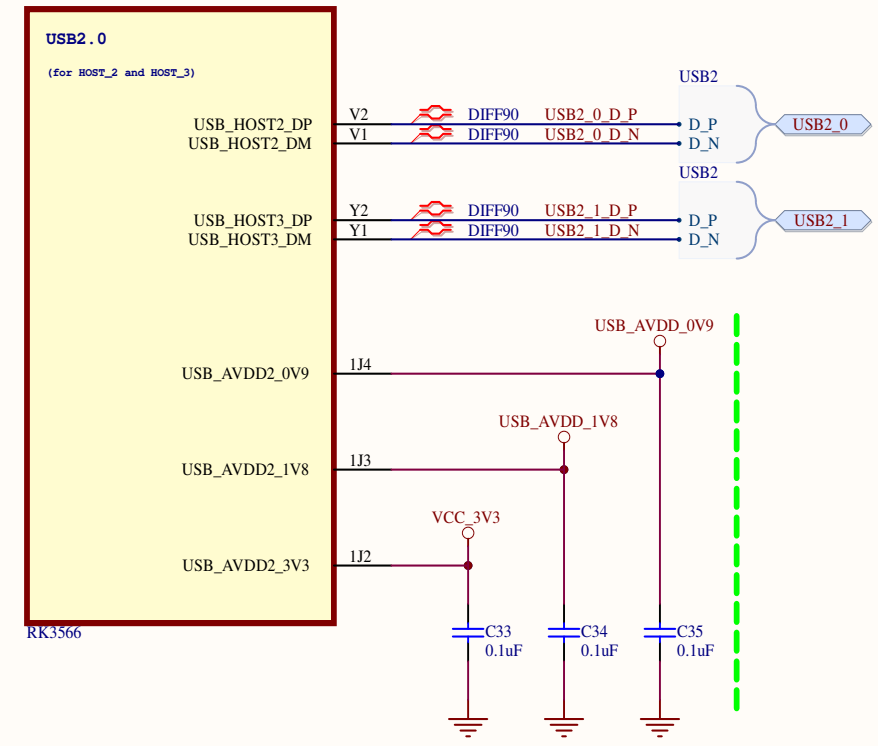 USB2.0
(for HOST_2 and HOST_3)
USB2
USB_HOST2_DP V2 DIFF90 USB2_0_D_P D_P USB2_0
USB_HOST2_DM V1 DIFF90 USB2_0_D_N D_N
USB2
USB_HOST3_DP Y2 DIFF90 USB2_1_D_P D_P USB2_1
USB_HOST3_DM Y1 DIFF90 USB2_1_D_N D_N
USB_AVDD_0V9
USB_AVDD2_0V9 1J4
USB_AVDD_1V8
USB_AVDD2_1V8 1J3
VCC_3V3
USB_AVDD2_3V3 1J2
RK3566 C33 C34 C35
0.1uF 0.1uF 0.1uF